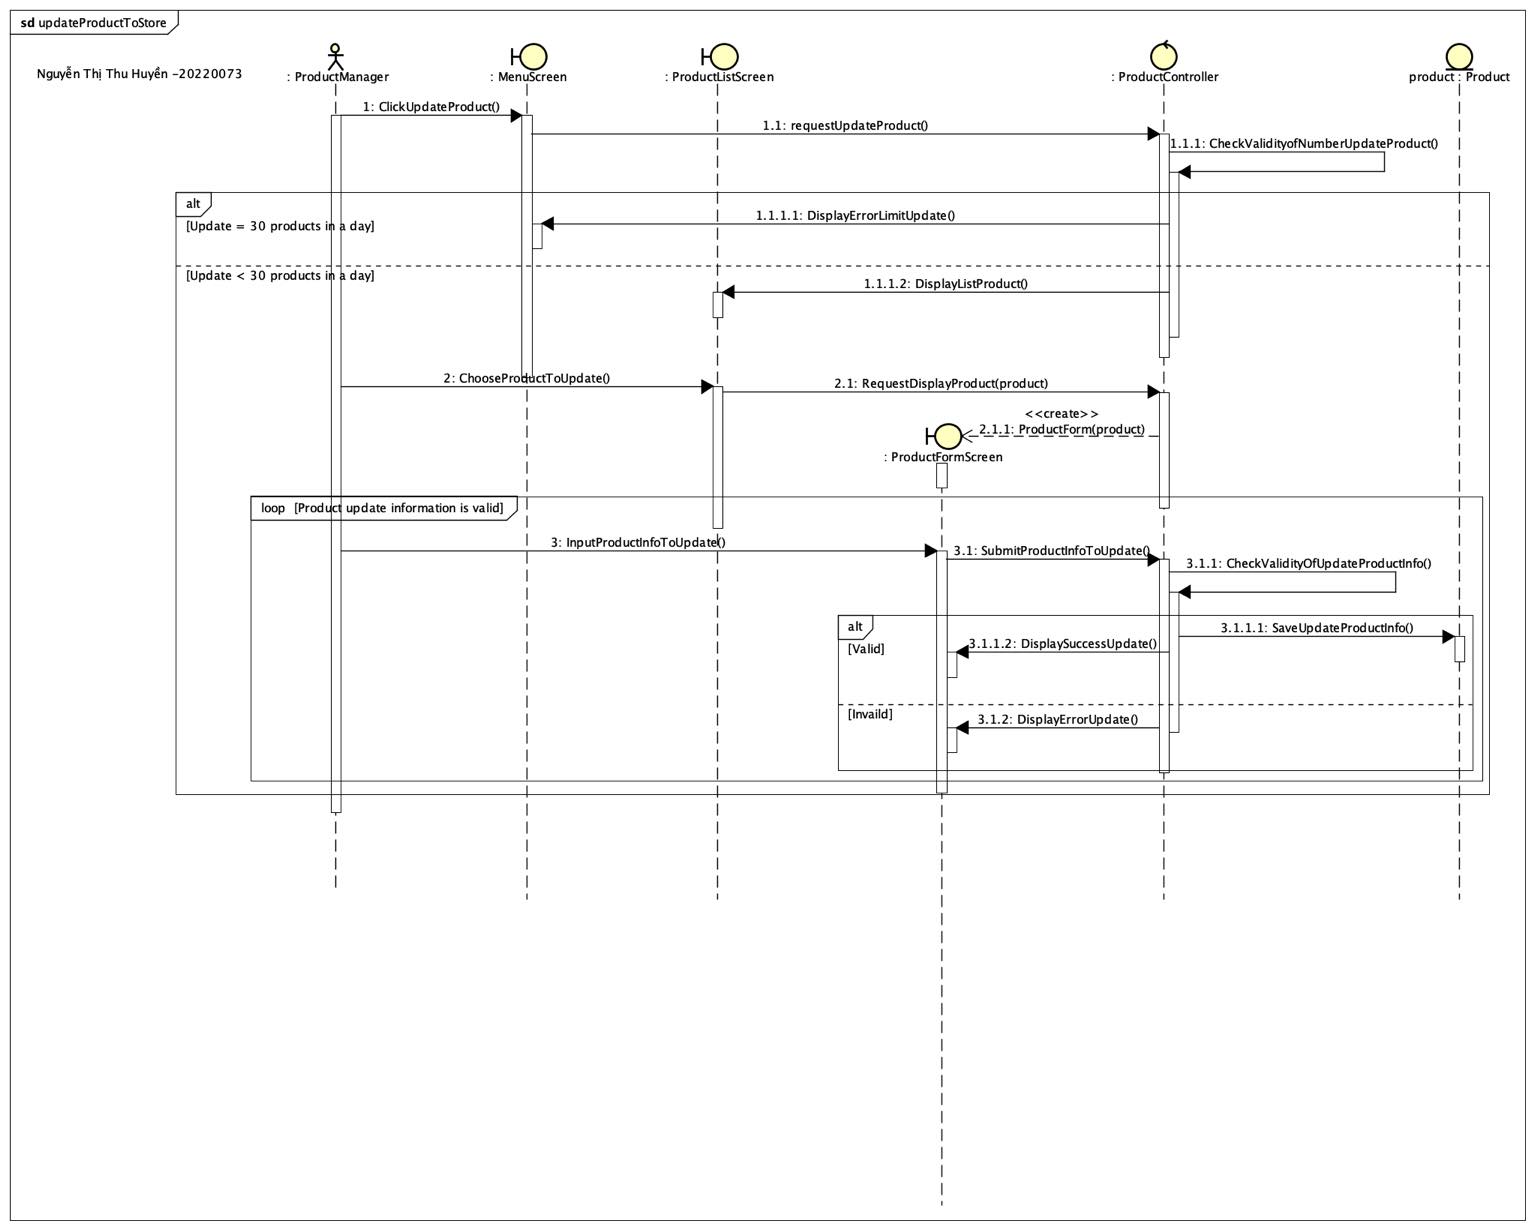 sd updateProductToStore
Nguyễn Thị Thu Huyền -20220073
: ProductManager
: MenuScreen
: ProductListScreen
: ProductController
product : Product
1: ClickUpdateProduct()
1.1: requestUpdateProduct()
1.1.1: CheckValidityofNumberUpdateProduct()
alt
1.1.1.1: DisplayErrorLimitUpdate()
[Update = 30 products in a day]
[Update < 30 products in a day]
1.1.1.2: DisplayListProduct()
2: ChooseProductToUpdate()
2.1: RequestDisplayProduct(product)
<<create>>
2.1.1: ProductForm(product)
: ProductFormScreen
loop [Product update information is valid]
3: InputProductInfoToUpdate()
3.1: SubmitProductInfoToUpdate()
3.1.1: CheckValidityOfUpdateProductInfo()
alt
3.1.1.1: SaveUpdateProductInfo()
[Valid]
3.1.1.2: DisplaySuccessUpdate()
[Invaild]
3.1.2: DisplayErrorUpdate()